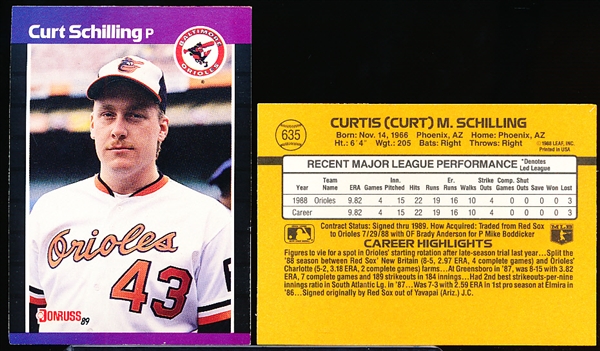 Curt Schilling P
BALTIMORE
ORIOLES
Orioles
43
DONRUSS 89
635
CURTIS (CURT) M. SCHILLING
Born: Nov. 14, 1966 Phoenix, AZ Home: Phoenix, AZ
Ht.: 6'4" Wgt.: 205 Bats: Right Throws: Right
©1988 LEAF, INC.
Printed in USA
RECENT MAJOR LEAGUE PERFORMANCE *Denotes Led League
Year Team Name ERA Games Inn. Pitched Hits Runs Er. Runs Walks Strike Outs Comp. Games Shut Outs Save Won Lost
1988 Orioles 9.82 4 15 22 19 16 10 4 0 0 0 0 3
Career 9.82 4 15 22 19 16 10 4 0 0 0 0 3
Contract Status: Signed thru 1989. How Acquired: Traded from Red Sox
to Orioles 7/29/88 with OF Brady Anderson for P Mike Boddicker
CAREER HIGHLIGHTS
Figures to vie for a spot in Orioles' starting rotation after late-season trial last year...Split the
'88 season between Red Sox' New Britain (8-5, 2.97 ERA, 4 complete games) and Orioles'
Charlotte (5-2, 3.18 ERA, 2 complete games) farms...At Greensboro in '87, was 8-15 with 3.82
ERA, 7 complete games and 189 strikeouts in 184 innings...Had 2nd best strikeouts-per-nine-
innings ratio in South Atlantic Lg. in '87...Was 7-3 with 2.59 ERA in 1st pro season at Elmira in
'86...Signed originally by Red Sox out of Yavapai (Ariz.) J.C.